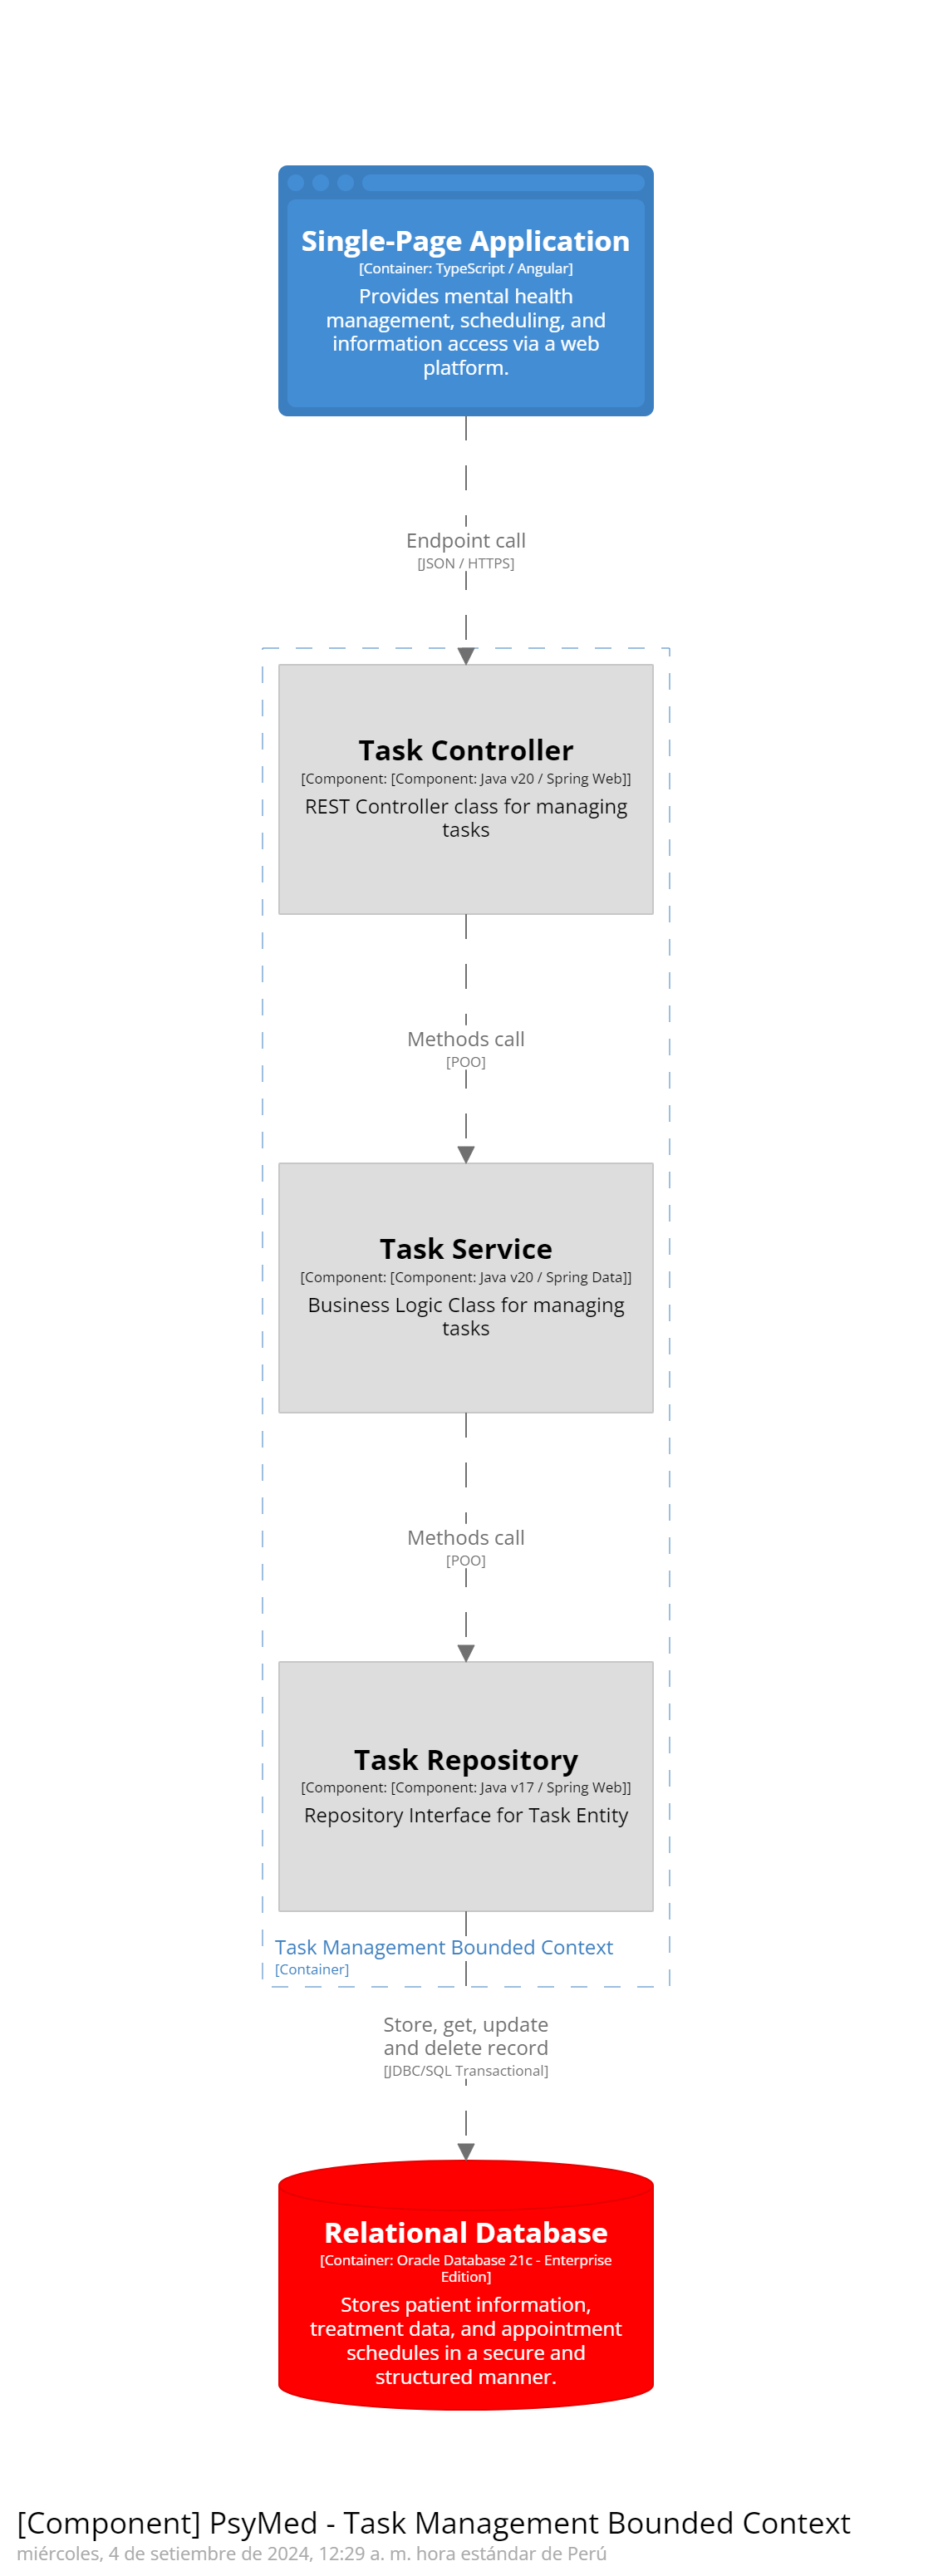 Single-Page Application
[Container: TypeScript / Angular]
Provides mental health
management, scheduling, and
information access via a web
platform.
Endpoint call
[JSON / HTTPS]
Task Controller
[Component: [Component: Java v20 / Spring Web]]
REST Controller class for managing
tasks
Methods call
[POO]
Task Service
[Component: [Component: Java v20 / Spring Data]]
Business Logic Class for managing
tasks
Methods call
[POO]
Task Repository
[Component: [Component: Java v17 / Spring Web]]
Repository Interface for Task Entity
Task Management Bounded Context
[Container]
Store, get, update
and delete record
[JDBC/SQL Transactional]
Relational Database
[Container: Oracle Database 21c - Enterprise
Edition]
Stores patient information,
treatment data, and appointment
schedules in a secure and
structured manner.
[Component] PsyMed - Task Management Bounded Context
miércoles, 4 de setiembre de 2024, 12:29 a. m. hora estándar de Perú